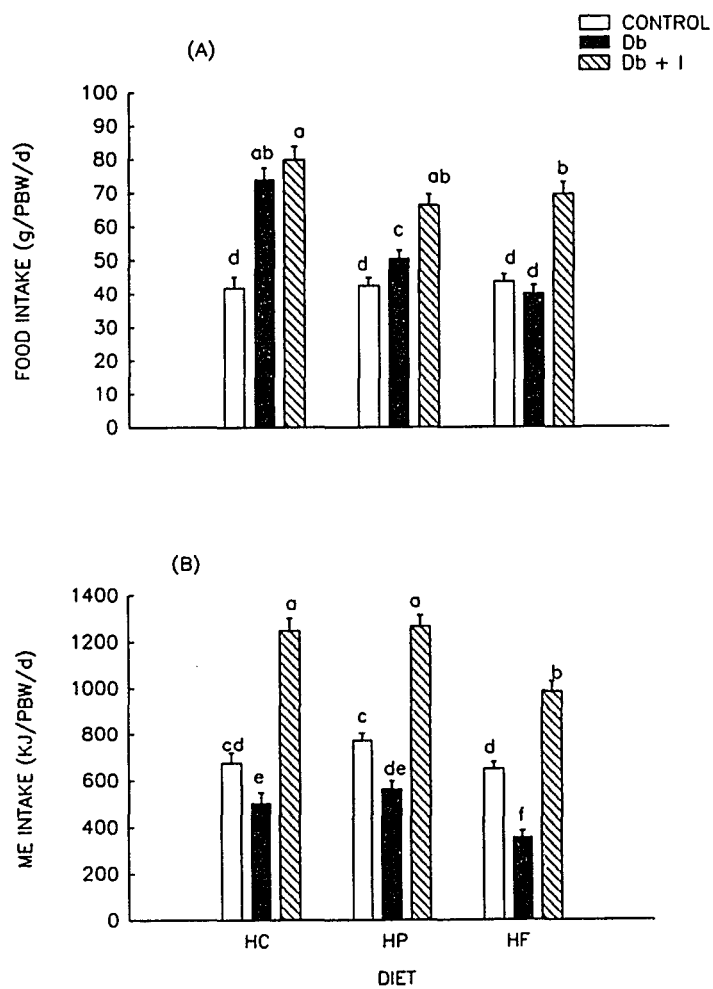 CONTROL
Db
Db + I
(A)
FOOD INTAKE (g/PBW/d)
100
90
80
70
60
50
40
30
20
10
0
d ab a
d c ab
d d b
(B)
ME INTAKE (KJ/PBW/d)
1400
1200
1000
800
600
400
200
0
cd e a
c de a
d f b
HC HP HF
DIET